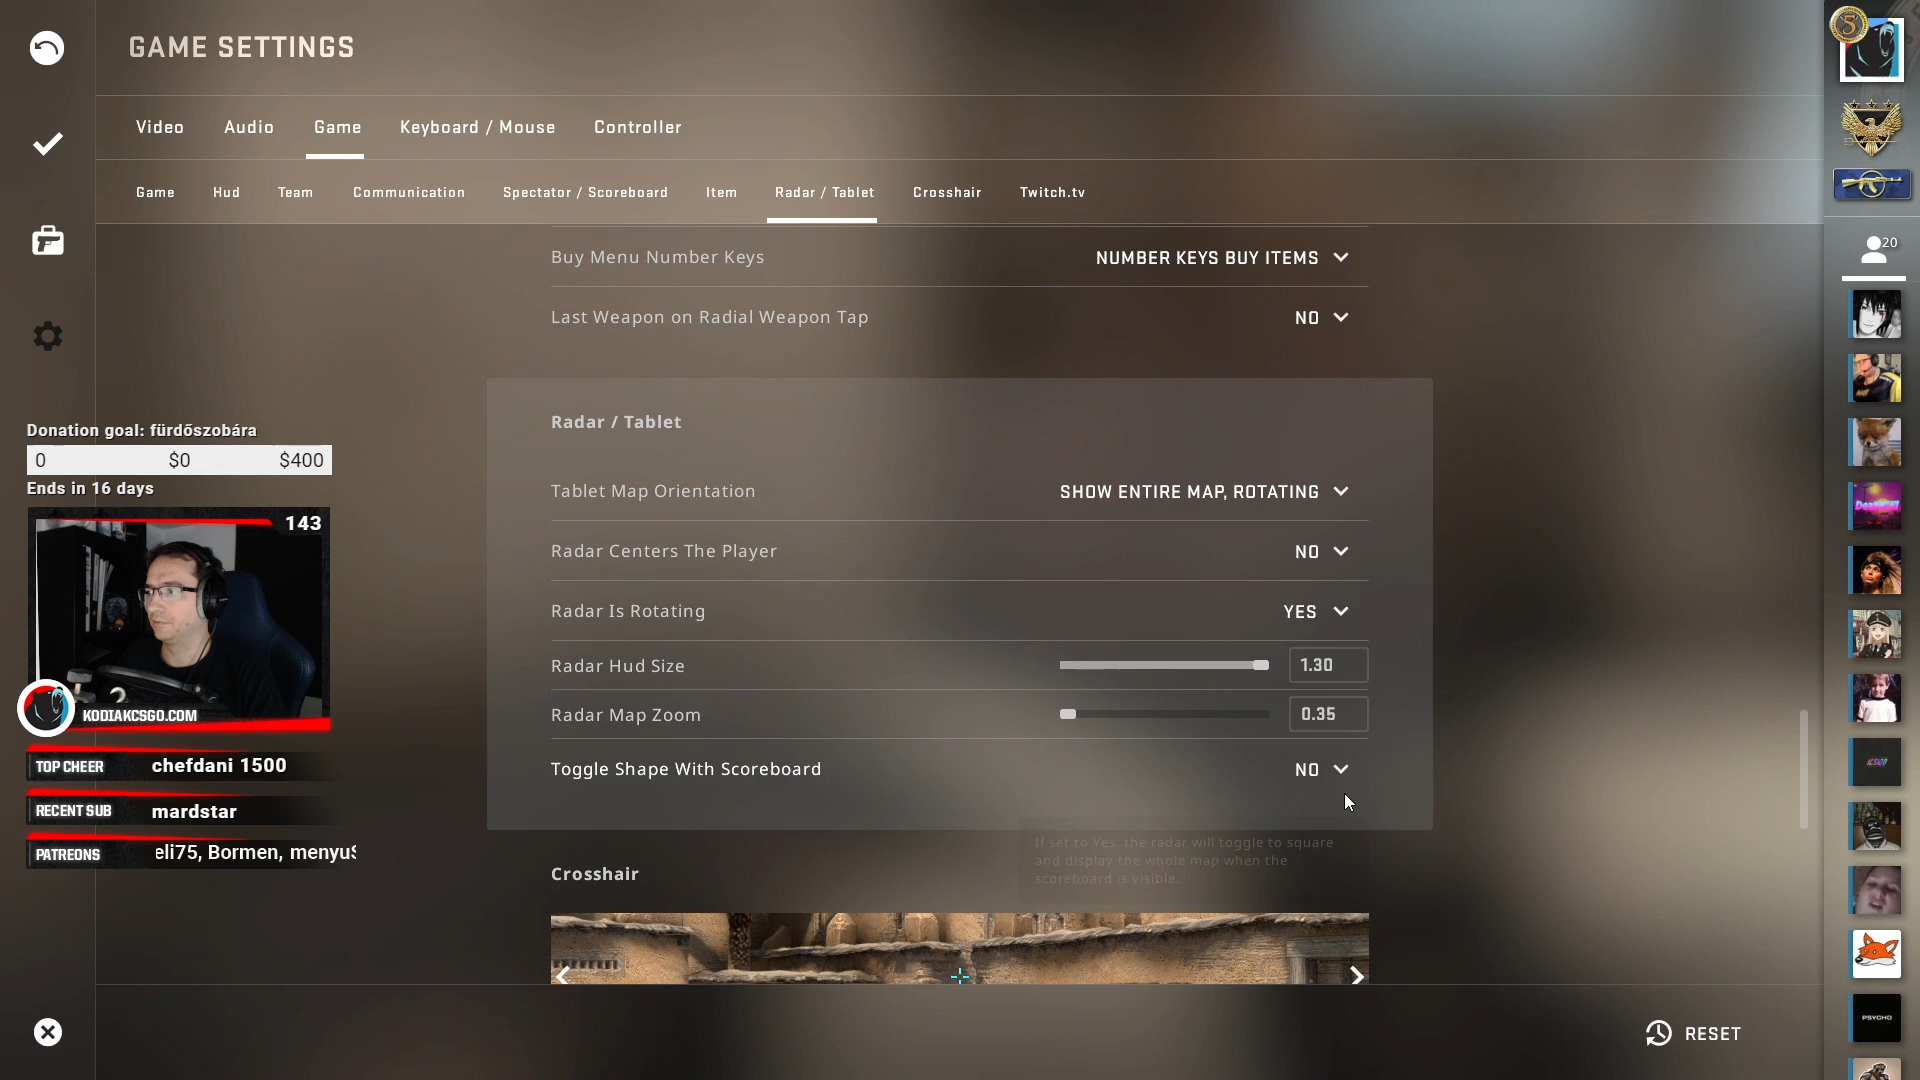 GAME SETTINGS
Video Audio Game Keyboard / Mouse Controller
Game Hud Team Communication Spectator / Scoreboard Item Radar / Tablet Crosshair Twitch.tv
20
Buy Menu Number Keys NUMBER KEYS BUY ITEMS
Last Weapon on Radial Weapon Tap NO
Radar / Tablet
Tablet Map Orientation SHOW ENTIRE MAP, ROTATING
Radar Centers The Player NO
Radar Is Rotating YES
Radar Hud Size 1.30
Radar Map Zoom 0.35
Toggle Shape With Scoreboard NO
If set to Yes, the radar will toggle to square
and display the whole map when the
scoreboard is visible.
Crosshair
Donation goal: fürdőszobára
0 $0 $400
Ends in 16 days
143
KODIAKCSGO.COM
TOP CHEER chefdani 1500
RECENT SUB mardstar
PATREONS eli75, Bormen, menyu
5
PSYCHO
RESET